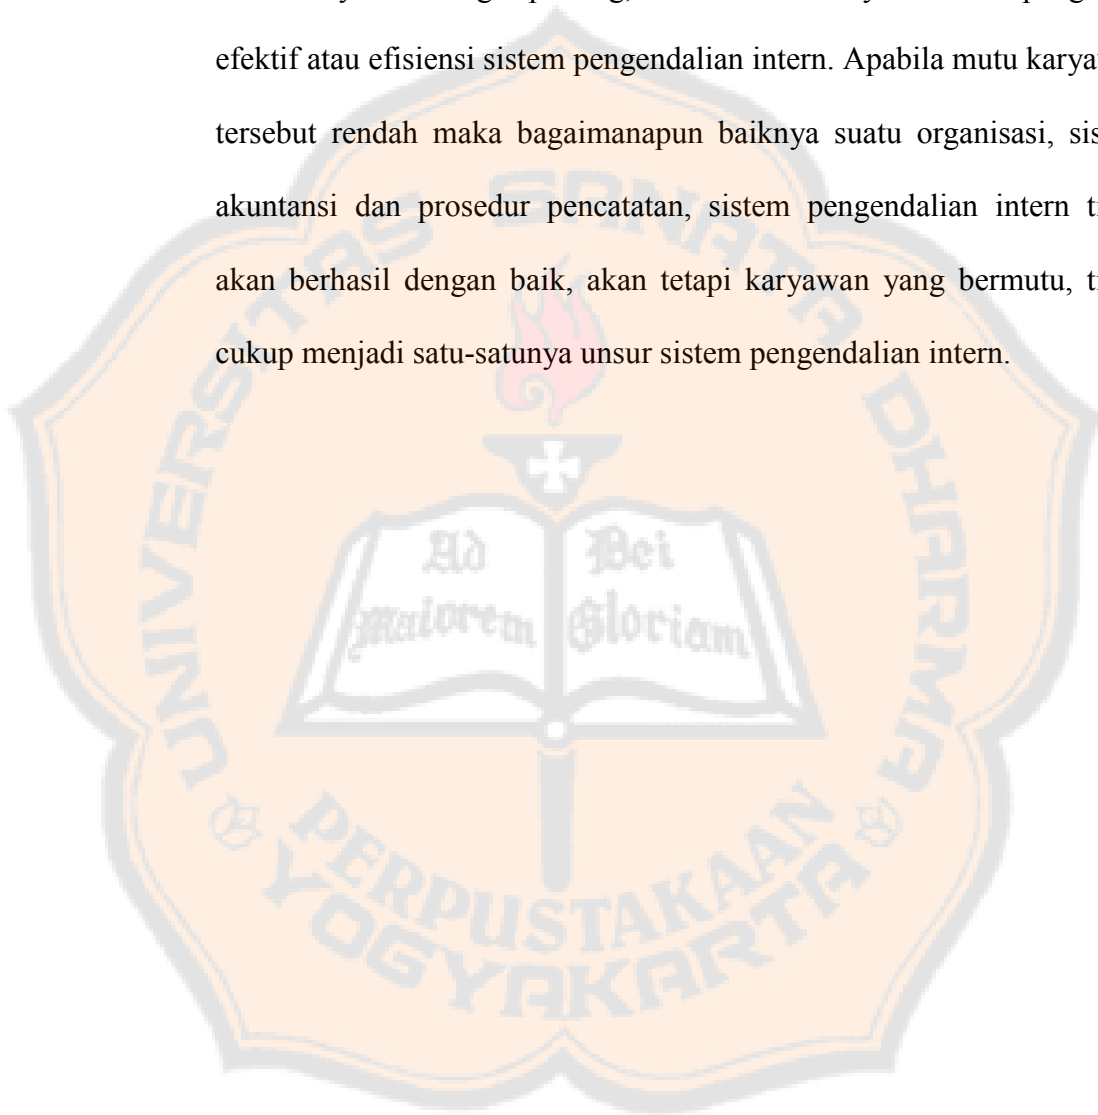 efektif atau efisiensi sistem pengendalian intern. Apabila mutu karya
tersebut rendah maka bagaimanapun baiknya suatu organisasi, sis
akuntansi dan prosedur pencatatan, sistem pengendalian intern t
akan berhasil dengan baik, akan tetapi karyawan yang bermutu, t
cukup menjadi satu-satunya unsur sistem pengendalian intern.
UNIVERSITAS SANATA DHARMA
Ad Dei
Maiorem Gloriam
PERPUSTAKAAN
YOGYAKARTA